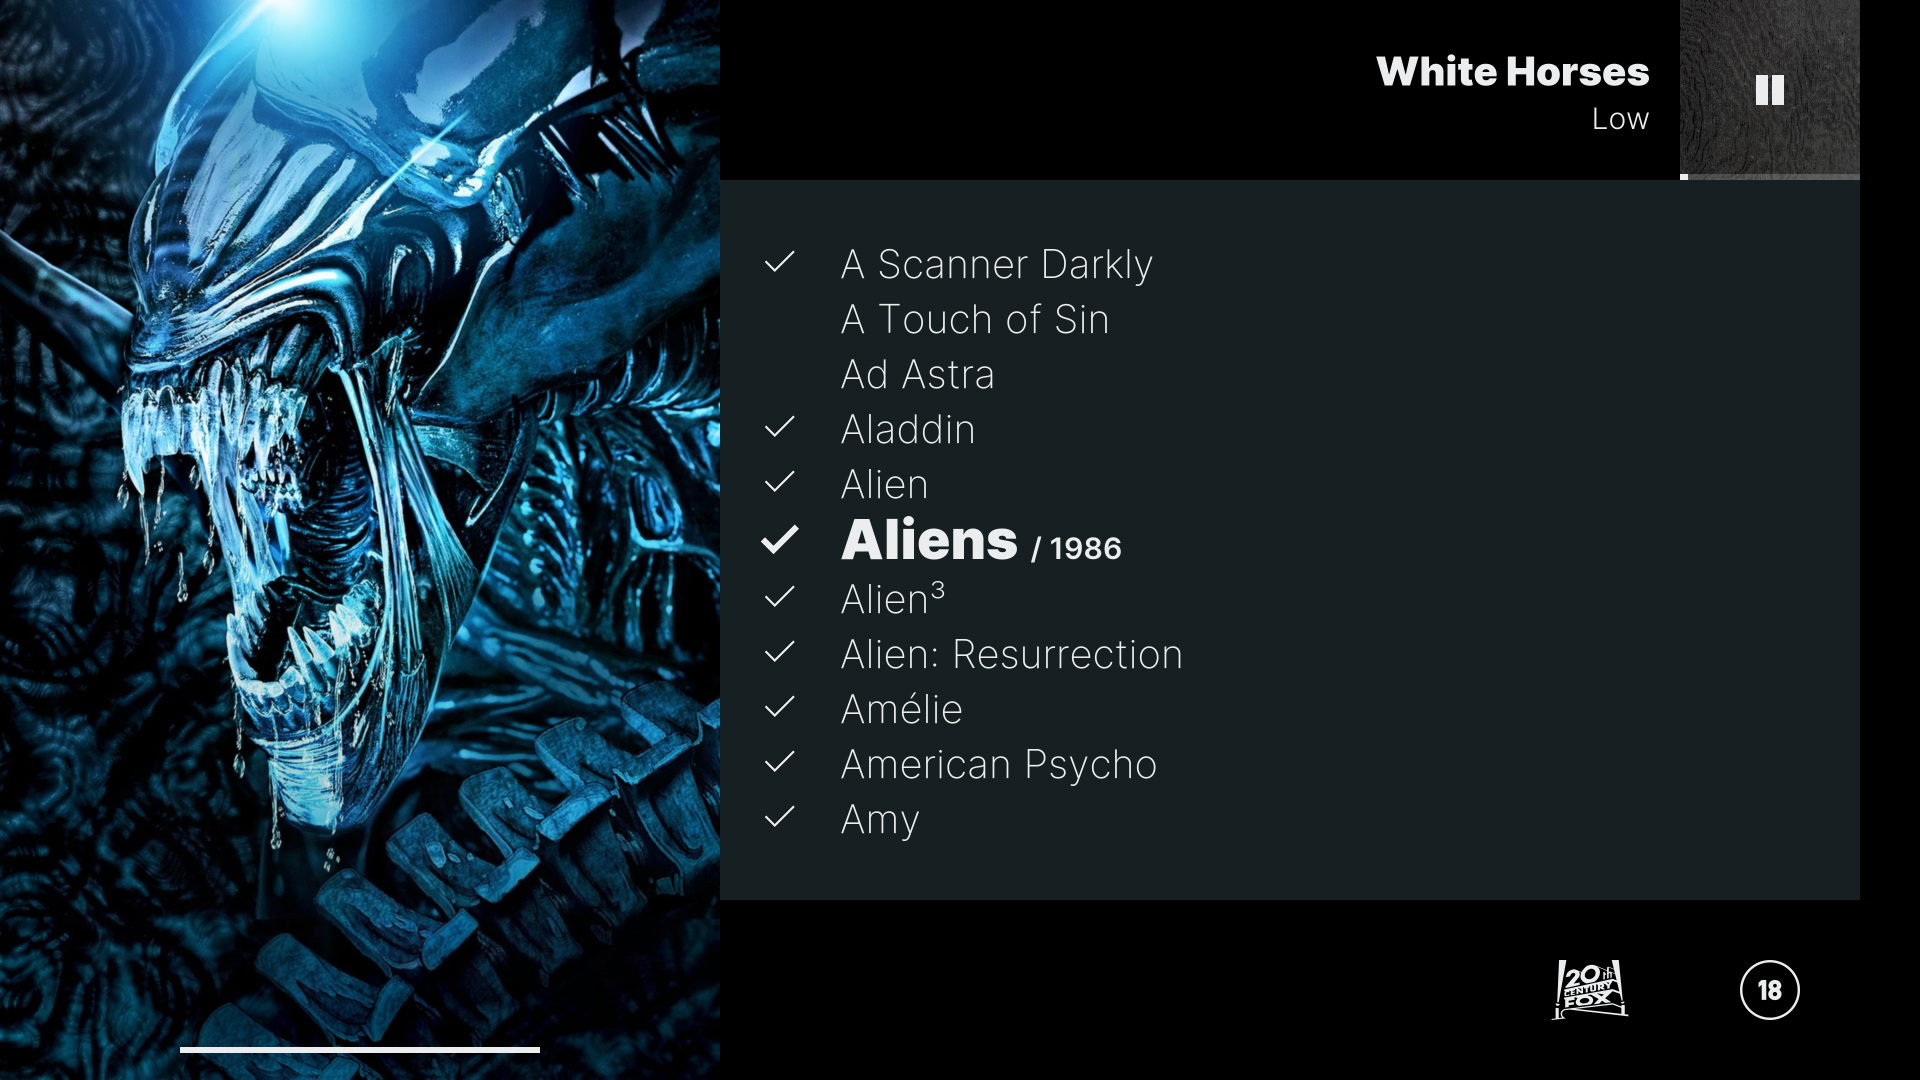 White Horses
Low
A Scanner Darkly
A Touch of Sin
Ad Astra
Aladdin
Alien
Aliens / 1986
Alien³
Alien: Resurrection
Amélie
American Psycho
Amy
20th
CENTURY
FOX
18